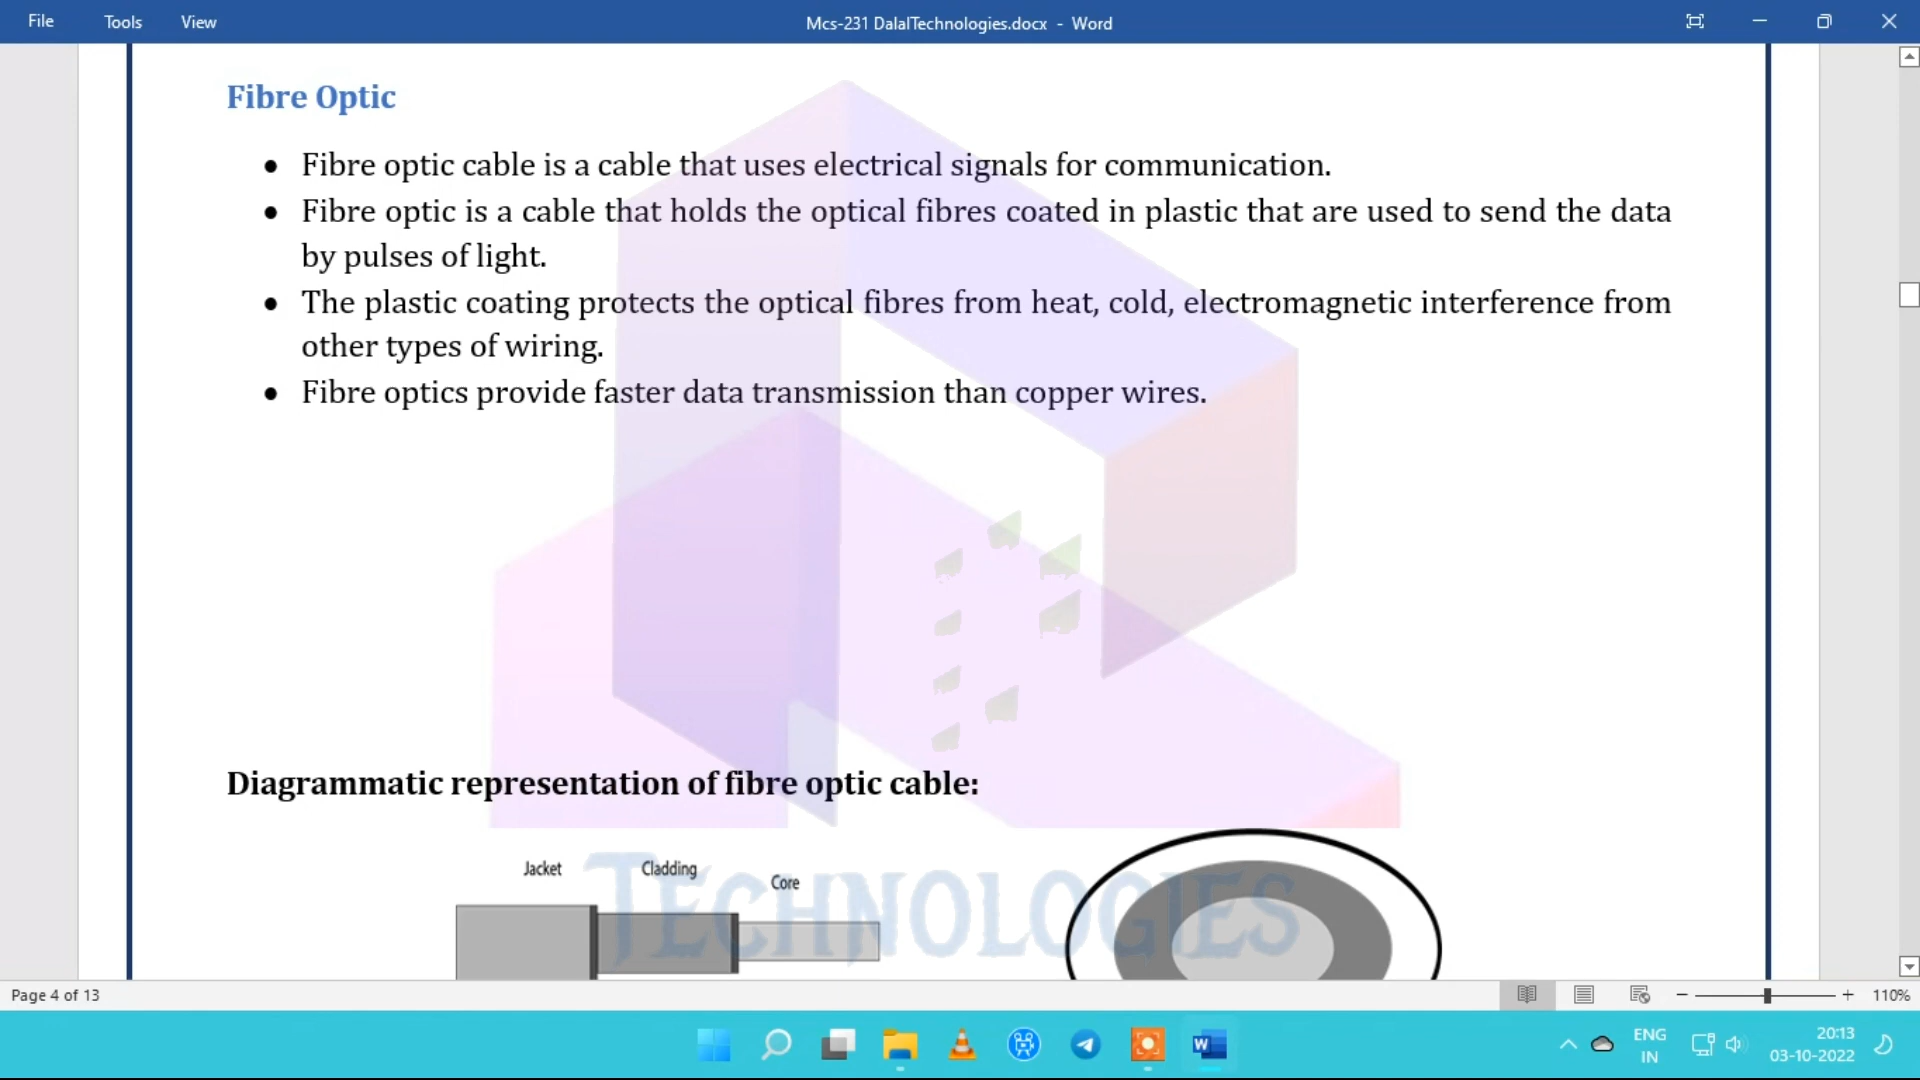 File Tools View Mcs-231 DalalTechnologies.docx - Word
Fibre Optic
• Fibre optic cable is a cable that uses electrical signals for communication.
• Fibre optic is a cable that holds the optical fibres coated in plastic that are used to send the data
by pulses of light.
• The plastic coating protects the optical fibres from heat, cold, electromagnetic interference from
other types of wiring.
• Fibre optics provide faster data transmission than copper wires.
Diagrammatic representation of fibre optic cable:
Jacket Cladding Core
TECHNOLOGIES
Page 4 of 13 110%
W ENG 20:13
IN 03-10-2022